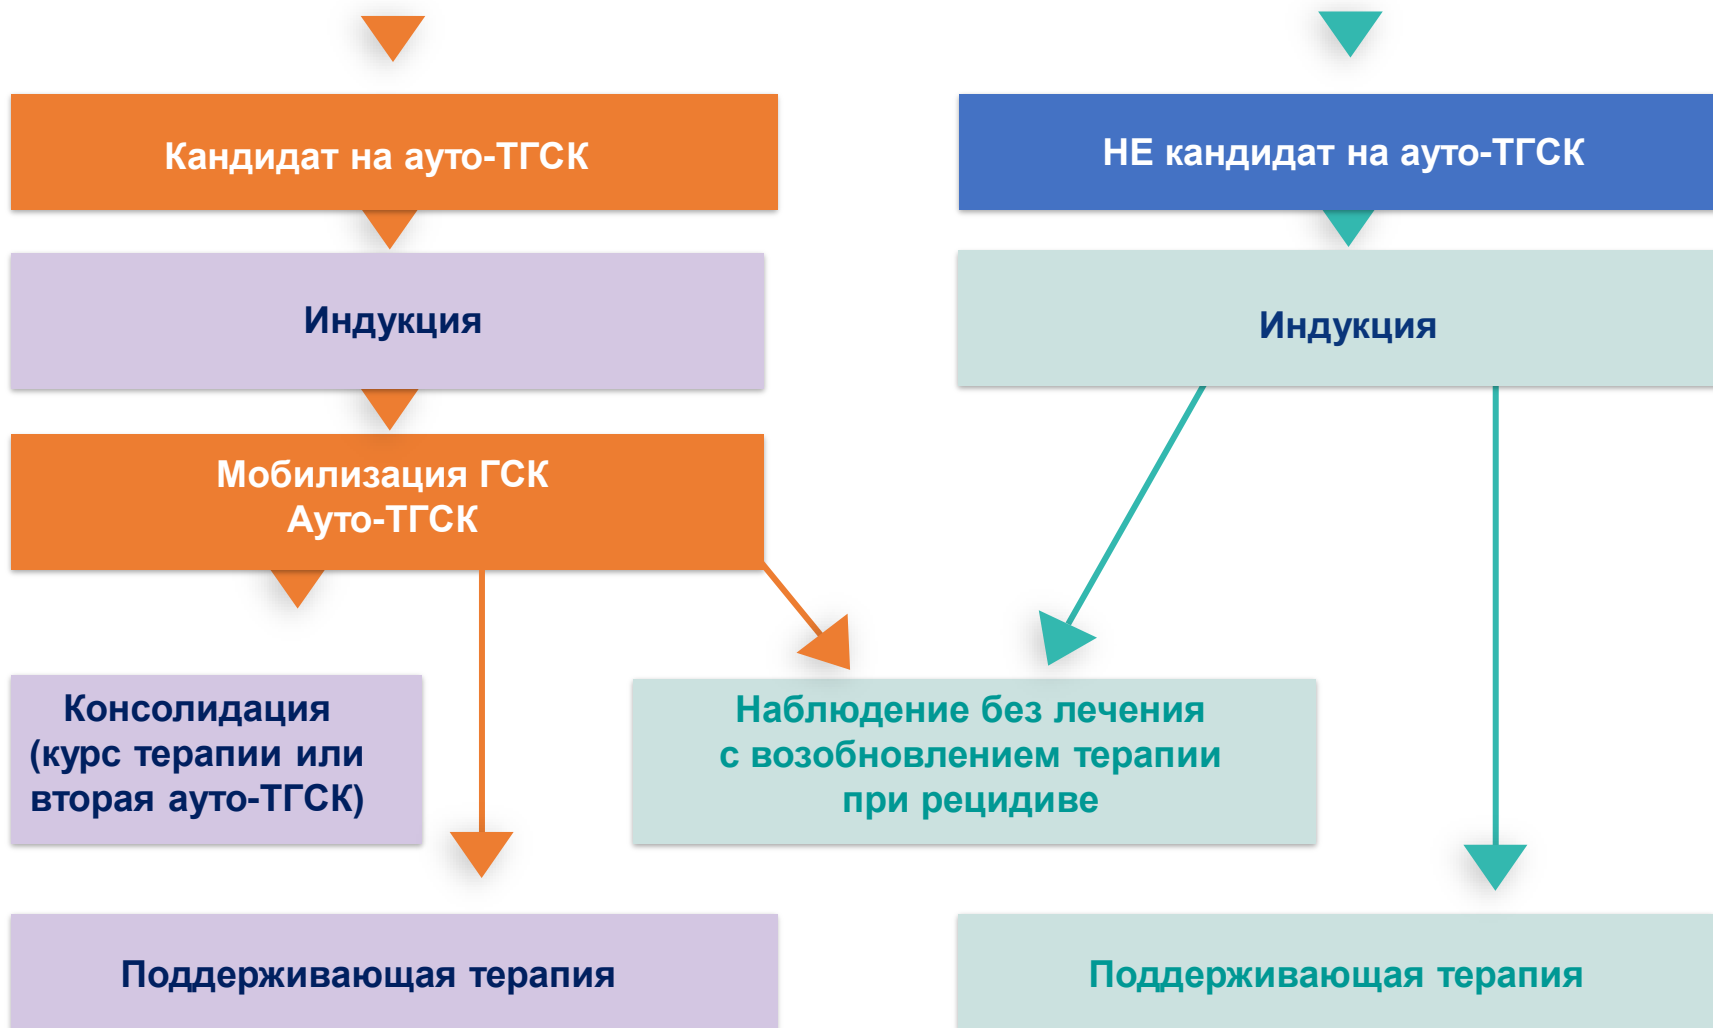 Кандидат на ауто-ТГСК
НЕ кандидат на ауто-ТГСК
Индукция
Индукция
Мобилизация ГСК
Ауто-ТГСК
Консолидация
(курс терапии или
вторая ауто-ТГСК)
Наблюдение без лечения
с возобновлением терапии
при рецидиве
Поддерживающая терапия
Поддерживающая терапия